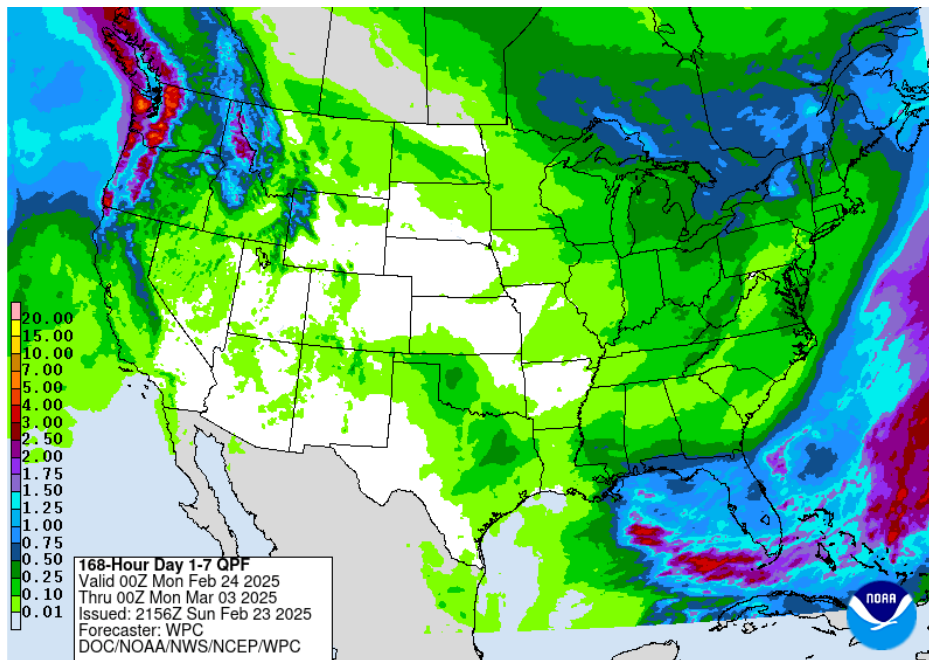 20.00
15.00
10.00
7.00
5.00
4.00
3.00
2.50
2.00
1.75
1.50
1.25
1.00
0.75
0.50
0.25
0.10
0.01
168-Hour Day 1-7 QPF
Valid 00Z Mon Feb 24 2025
Thru 00Z Mon Mar 03 2025
Issued: 2156Z Sun Feb 23 2025
Forecaster: WPC
DOC/NOAA/NWS/NCEP/WPC
NOAA